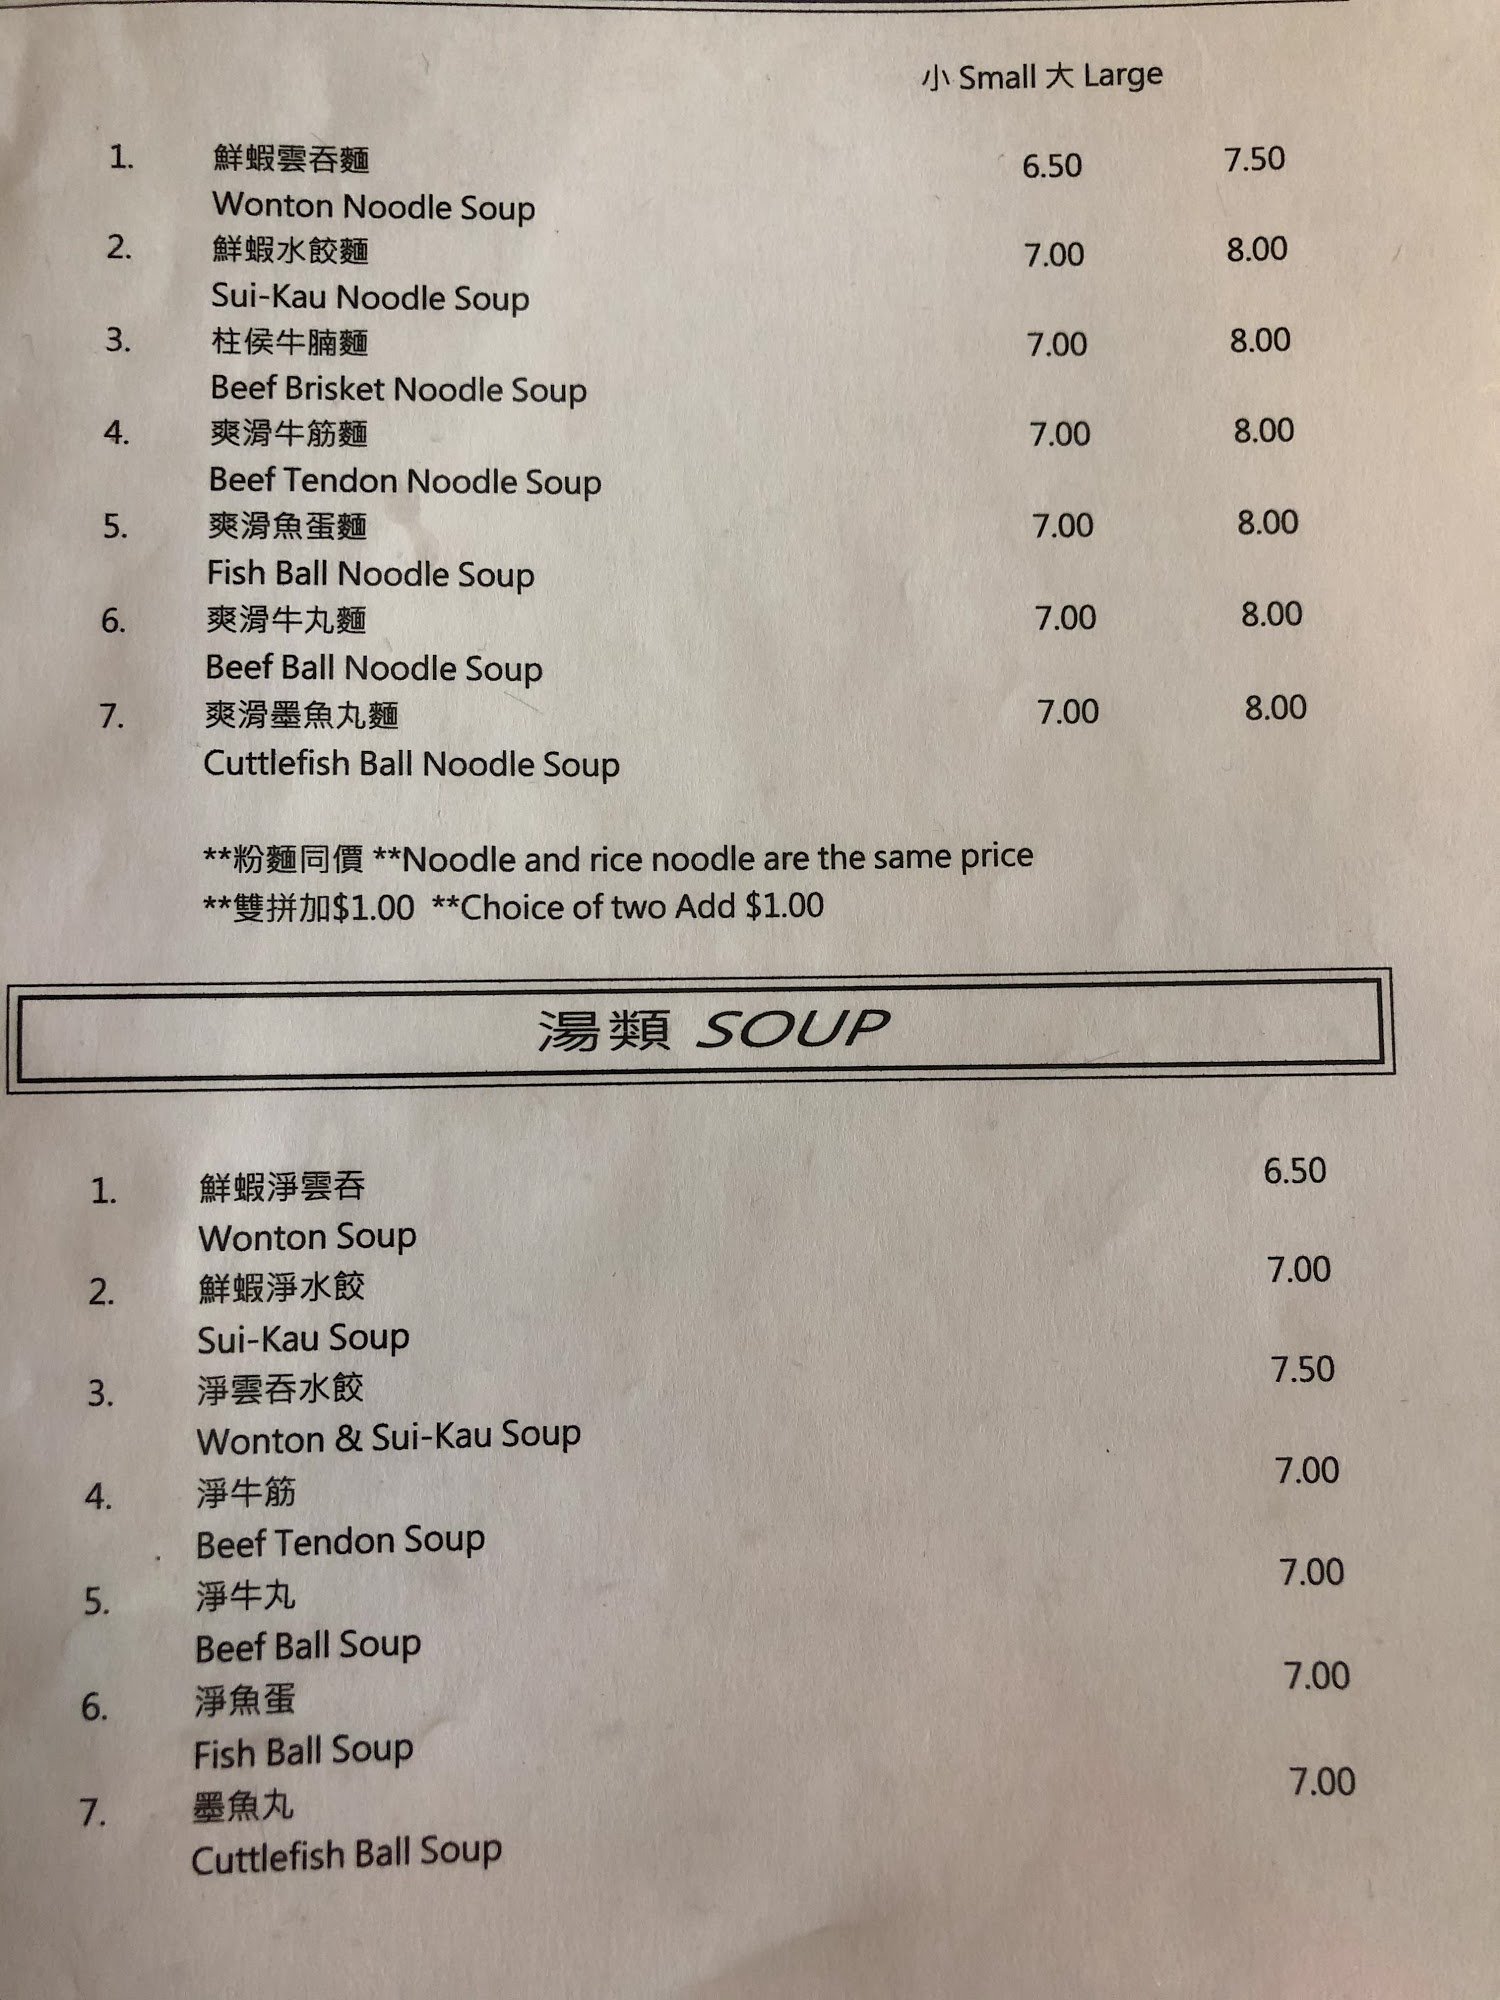 小 Small 大 Large
1. 鮮蝦雲吞麵 6.50 7.50
Wonton Noodle Soup
2. 鮮蝦水餃麵 7.00 8.00
Sui-Kau Noodle Soup
3. 柱侯牛腩麵 7.00 8.00
Beef Brisket Noodle Soup
4. 爽滑牛筋麵 7.00 8.00
Beef Tendon Noodle Soup
5. 爽滑魚蛋麵 7.00 8.00
Fish Ball Noodle Soup
6. 爽滑牛丸麵 7.00 8.00
Beef Ball Noodle Soup
7. 爽滑墨魚丸麵 7.00 8.00
Cuttlefish Ball Noodle Soup
**粉麵同價 **Noodle and rice noodle are the same price
**雙拼加$1.00 **Choice of two Add $1.00
湯類 SOUP
1. 鮮蝦淨雲吞 6.50
Wonton Soup
2. 鮮蝦淨水餃 7.00
Sui-Kau Soup
3. 淨雲吞水餃 7.50
Wonton & Sui-Kau Soup
4. 淨牛筋 7.00
Beef Tendon Soup
5. 淨牛丸 7.00
Beef Ball Soup
6. 淨魚蛋 7.00
Fish Ball Soup
7. 墨魚丸 7.00
Cuttlefish Ball Soup